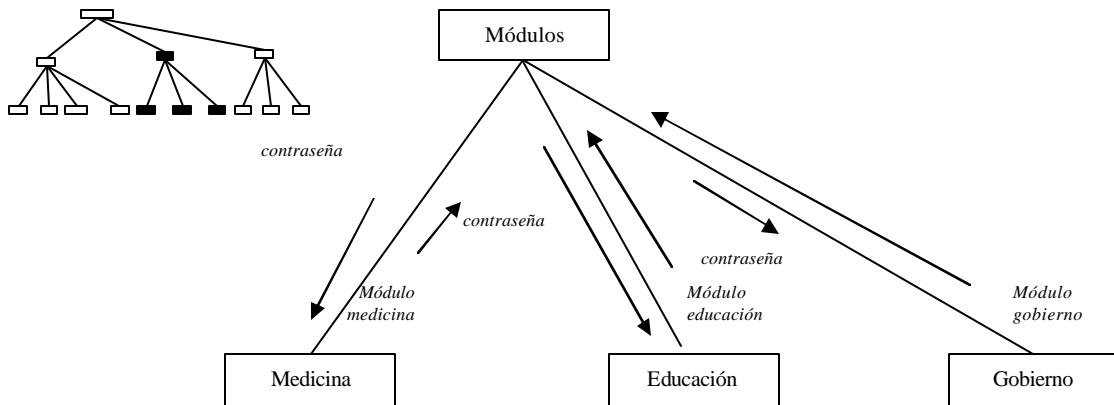 Módulos
contraseña
contraseña
contraseña
Módulo
medicina
Módulo
educación
Módulo
gobierno
Medicina
Educación
Gobierno